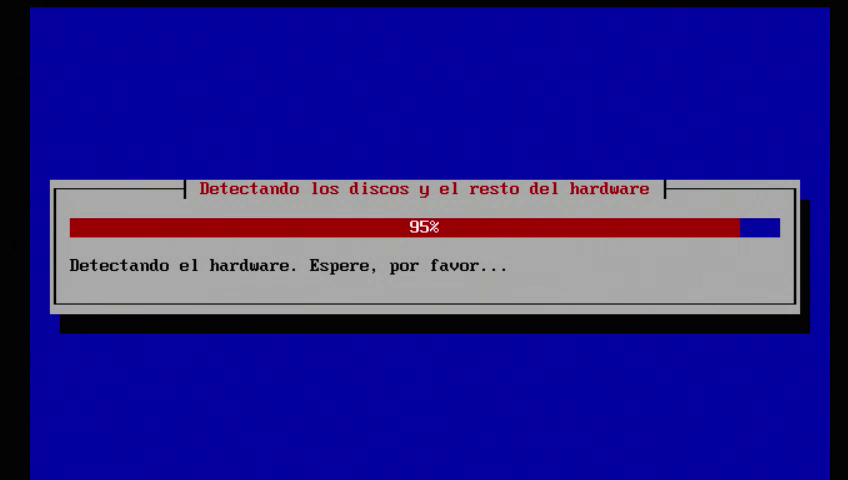 Detectando los discos y el resto del hardware
95%
Detectando el hardware. Espere, por favor...